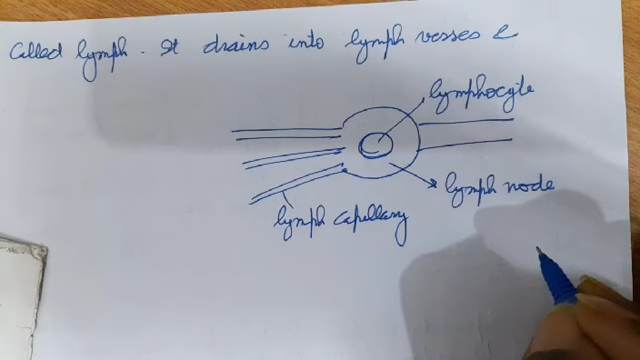 Called lymph. It drains into lymph vesses &
lymphocyte
lymph node
lymph capillary